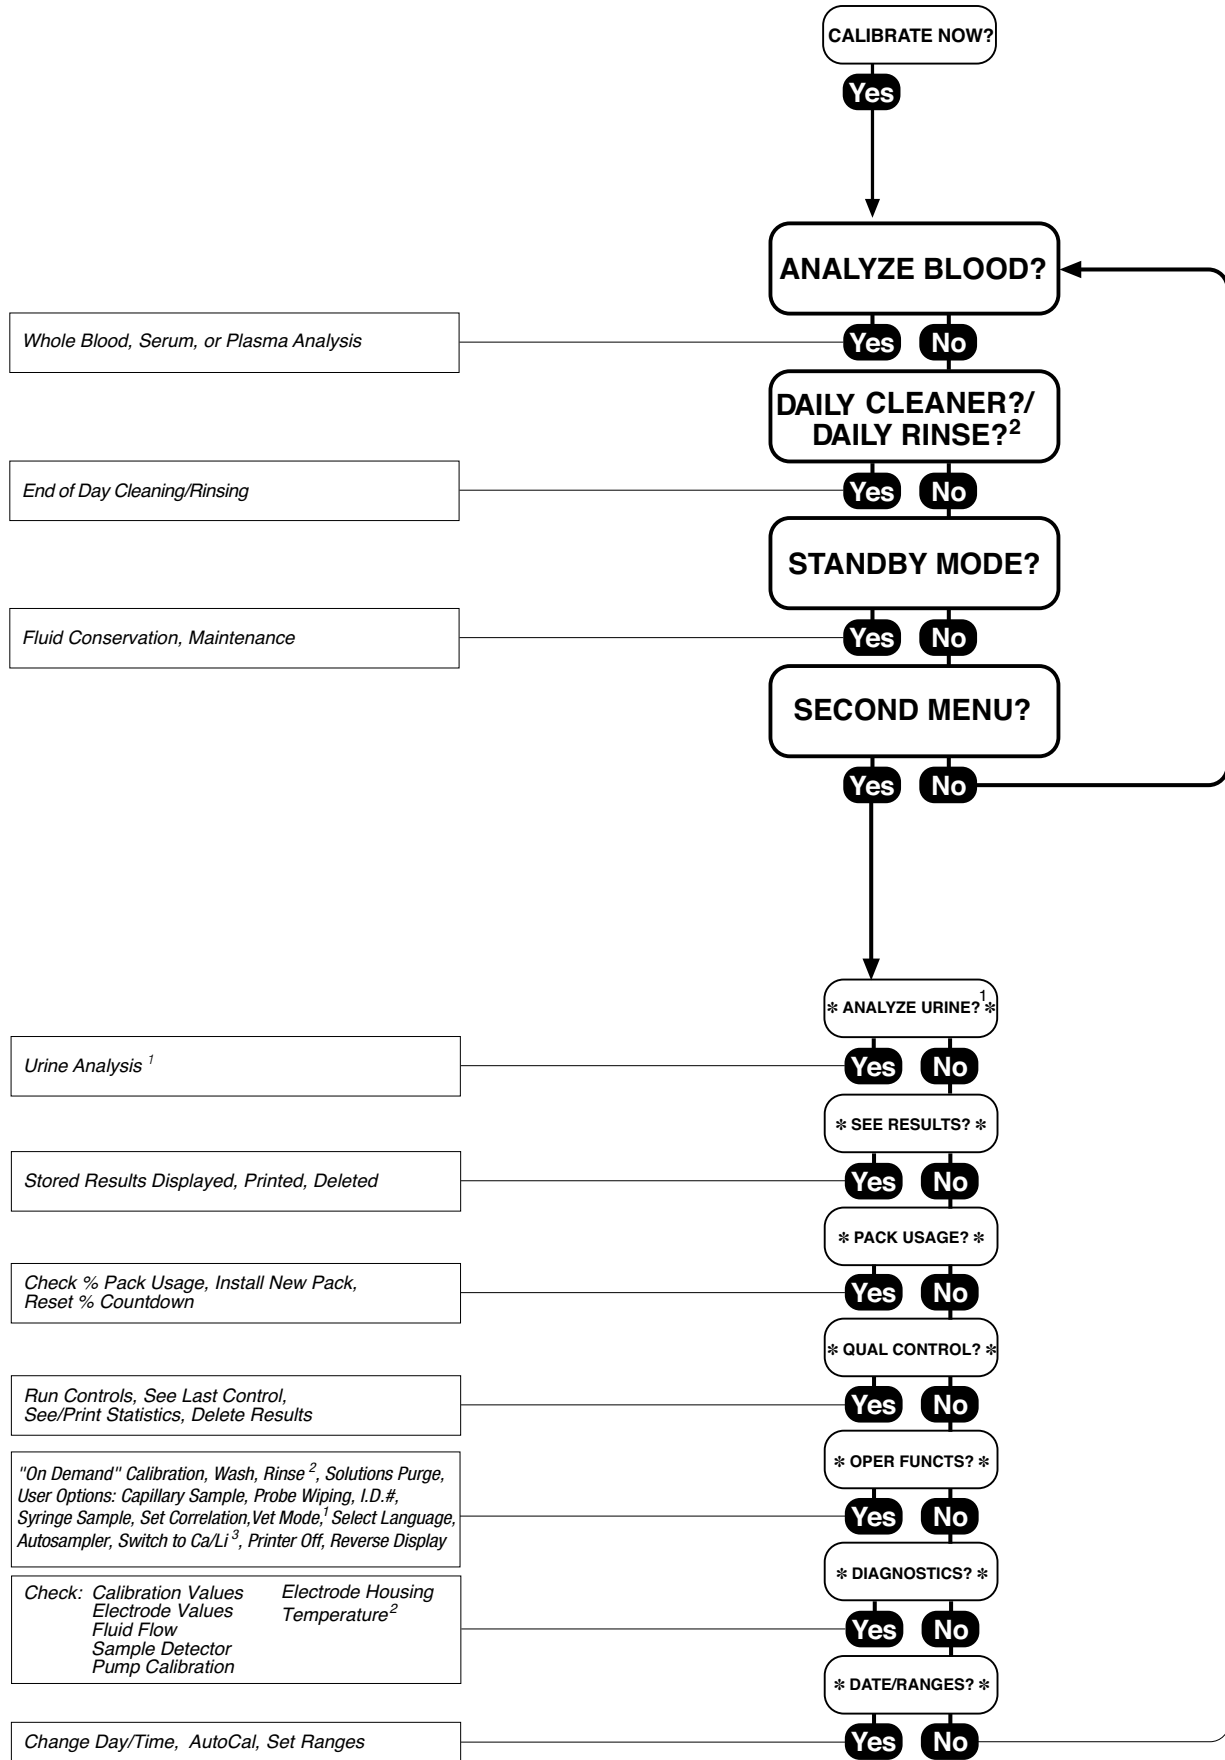 CALIBRATE NOW?
Yes
ANALYZE BLOOD?
Whole Blood, Serum, or Plasma Analysis
Yes No
DAILY CLEANER?/
DAILY RINSE?2
End of Day Cleaning/Rinsing
Yes No
STANDBY MODE?
Fluid Conservation, Maintenance
Yes No
SECOND MENU?
Yes No
* ANALYZE URINE?1 *
Urine Analysis 1
Yes No
* SEE RESULTS? *
Stored Results Displayed, Printed, Deleted
Yes No
* PACK USAGE? *
Check % Pack Usage, Install New Pack,
Reset % Countdown
Yes No
* QUAL CONTROL? *
Run Controls, See Last Control,
See/Print Statistics, Delete Results
Yes No
* OPER FUNCTS? *
"On Demand" Calibration, Wash, Rinse 2, Solutions Purge,
User Options: Capillary Sample, Probe Wiping, I.D.#,
Syringe Sample, Set Correlation,Vet Mode,1 Select Language,
Autosampler, Switch to Ca/Li 3, Printer Off, Reverse Display
Yes No
* DIAGNOSTICS? *
Check: Calibration Values Electrode Housing
Electrode Values Temperature2
Fluid Flow
Sample Detector
Pump Calibration
Yes No
* DATE/RANGES? *
Change Day/Time, AutoCal, Set Ranges
Yes No